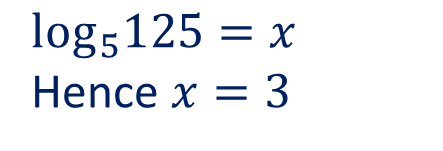 log₅125 = x
Hence x = 3